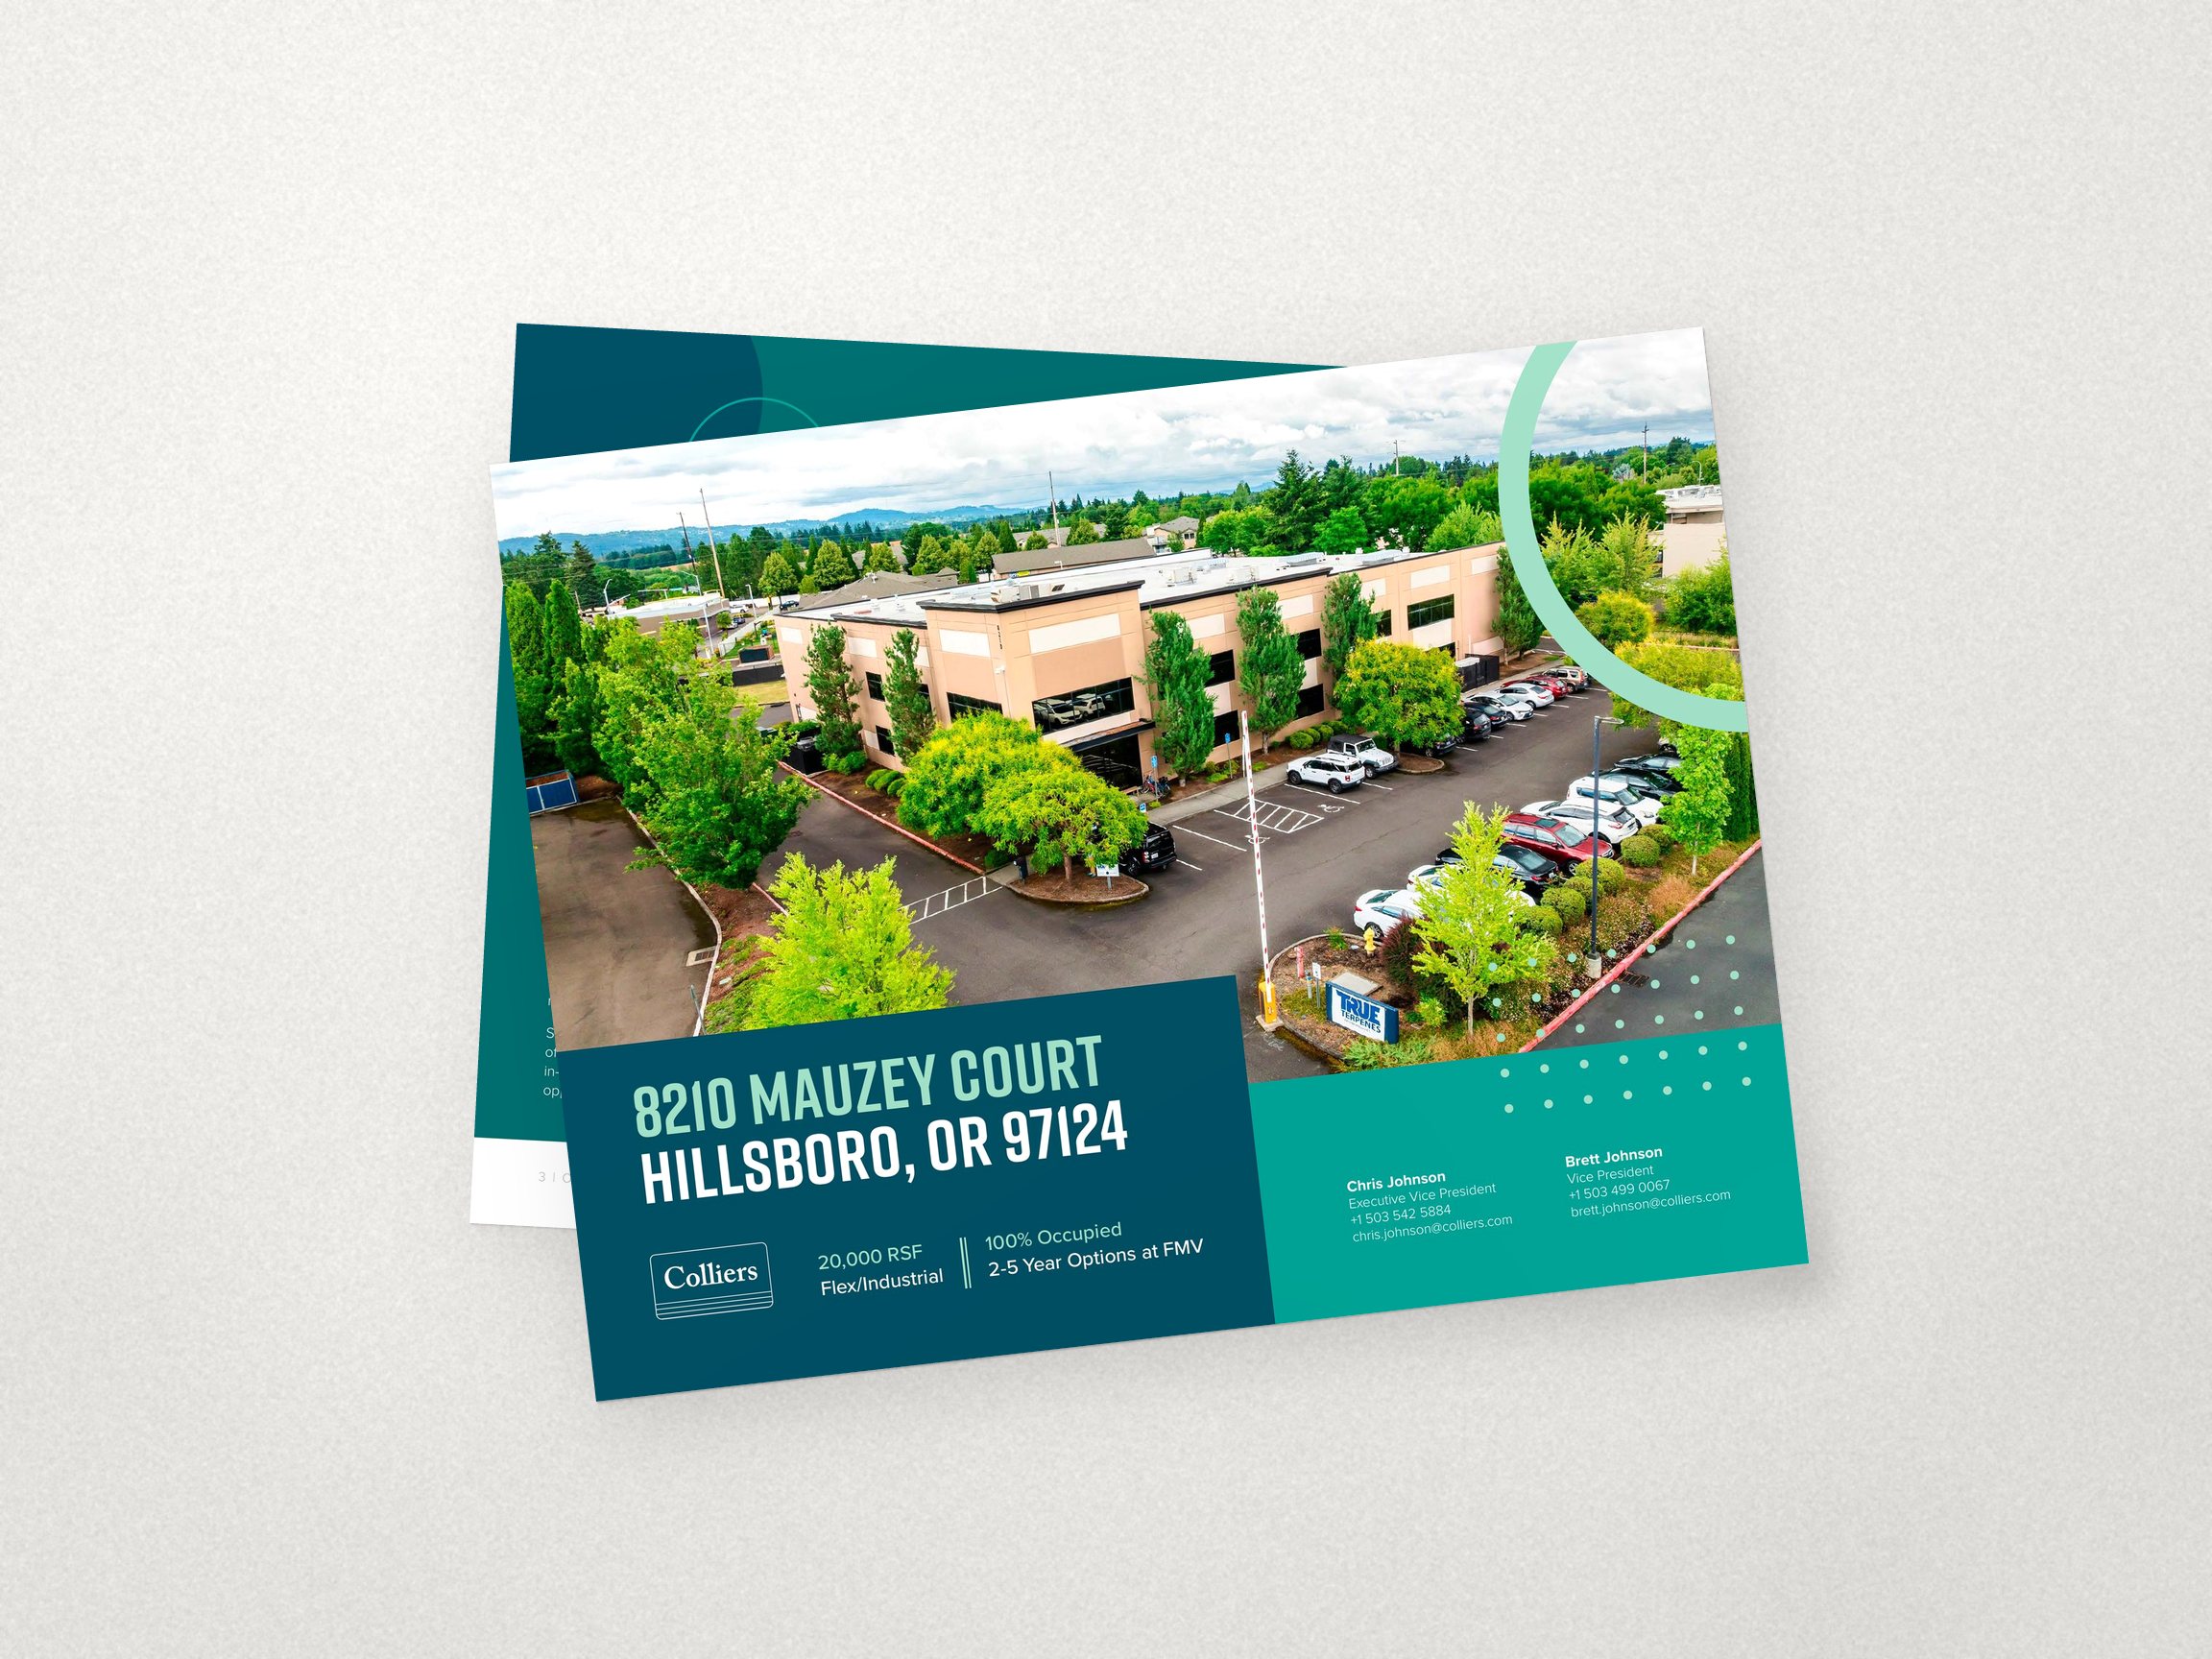 8210 MAUZEY COURT
HILLSBORO, OR 97124
Colliers
20,000 RSF
Flex/Industrial
100% Occupied
2-5 Year Options at FMV
Chris Johnson
Executive Vice President
+1 503 542 5884
chris.johnson@colliers.com
Brett Johnson
Vice President
+1 503 499 0067
brett.johnson@colliers.com
TRUE
TERPENES